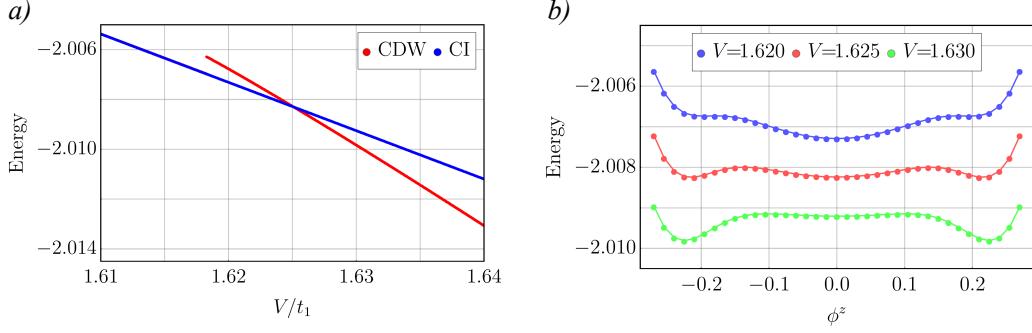 a)
Energy
−2.006
−2.010
−2.014
CDW CI
1.61 1.62 1.63 1.64
V/t₁
b)
Energy
−2.006
−2.008
−2.010
V=1.620 V=1.625 V=1.630
−0.2 −0.1 0.0 0.1 0.2
ϕᶻ